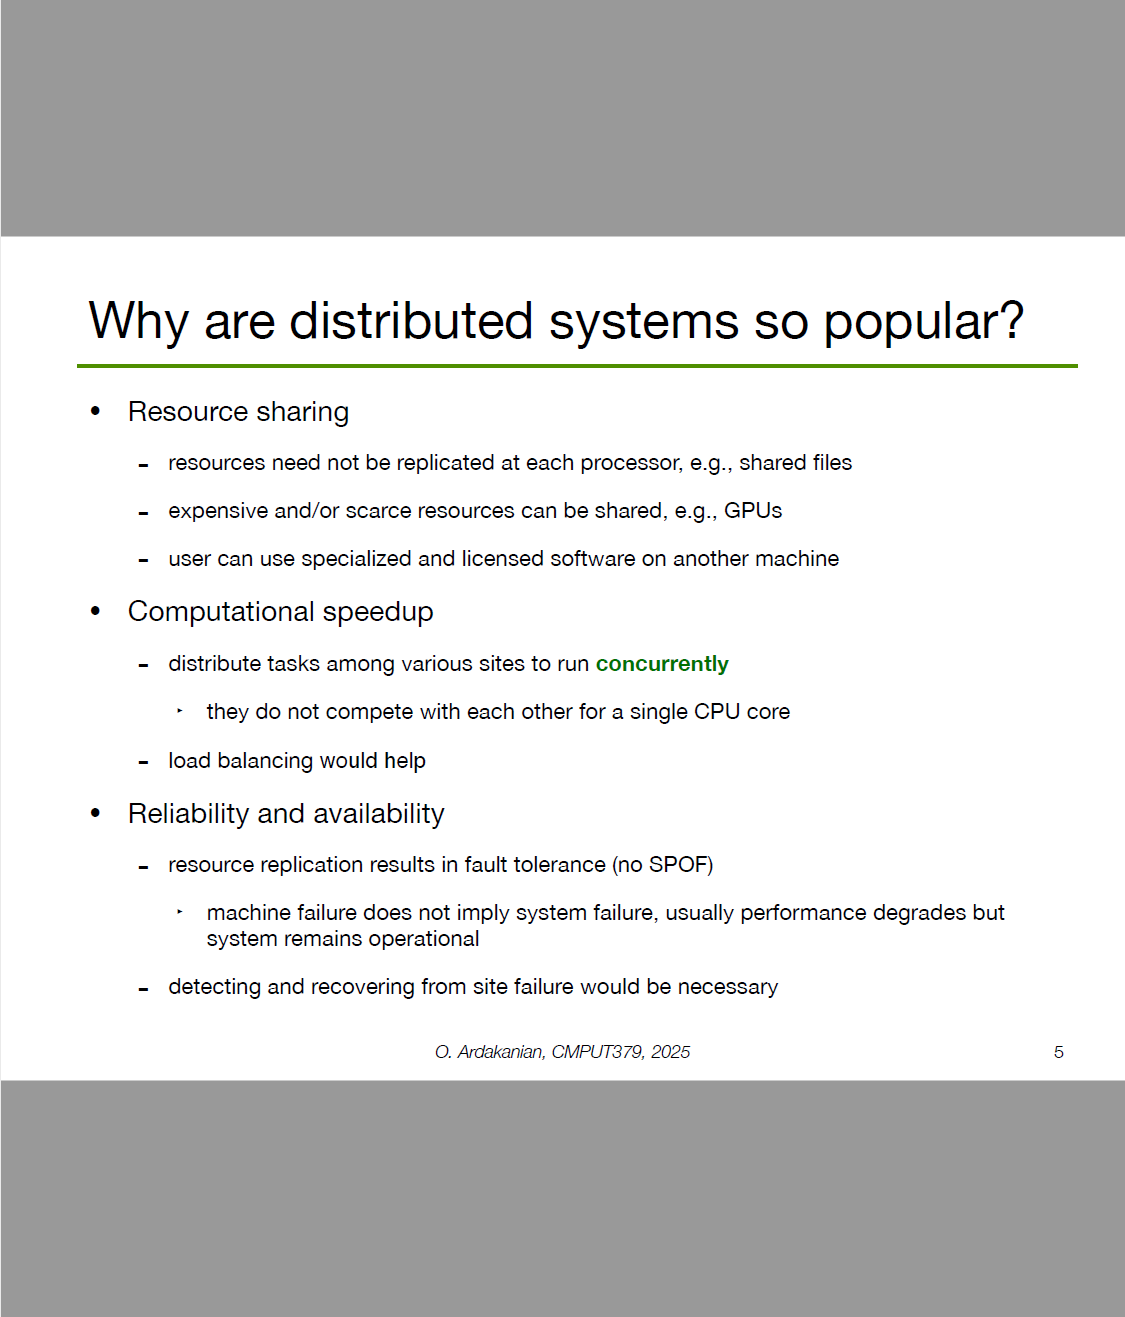 Why are distributed systems so popular?
• Resource sharing
- resources need not be replicated at each processor, e.g., shared files
- expensive and/or scarce resources can be shared, e.g., GPUs
- user can use specialized and licensed software on another machine
• Computational speedup
- distribute tasks among various sites to run concurrently
‣ they do not compete with each other for a single CPU core
- load balancing would help
• Reliability and availability
- resource replication results in fault tolerance (no SPOF)
‣ machine failure does not imply system failure, usually performance degrades but
system remains operational
- detecting and recovering from site failure would be necessary
O. Ardakanian, CMPUT379, 2025
5